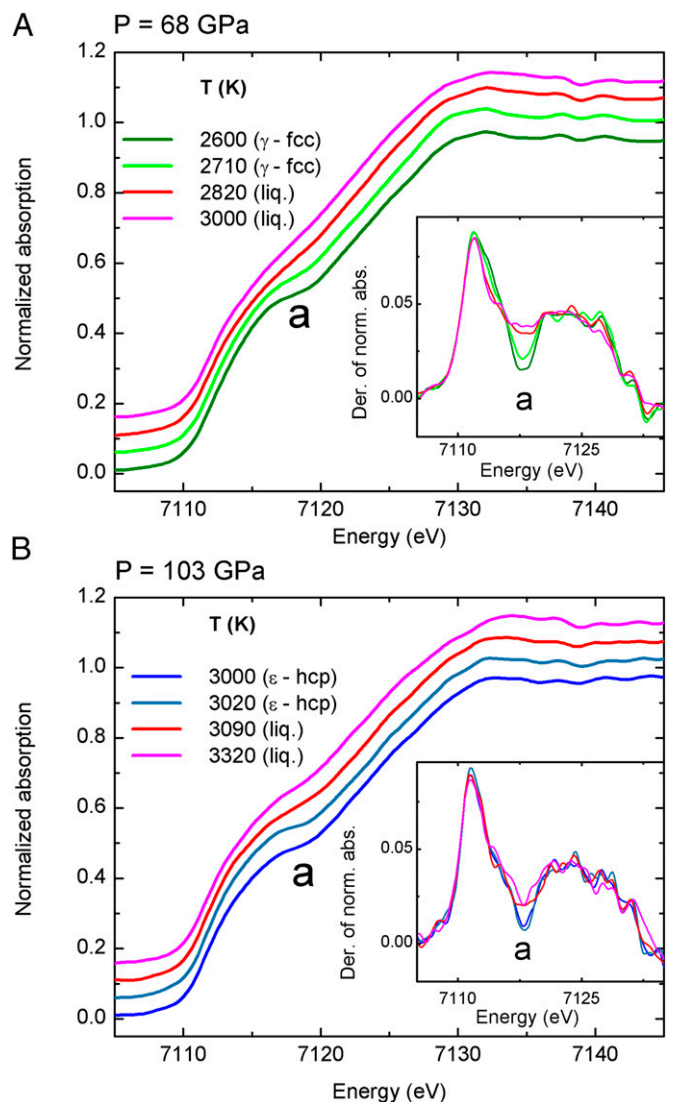 A
P = 68 GPa
1.2
1.0
0.8
0.6
0.4
0.2
0.0
Normalized absorption
T (K)
2600 (γ - fcc)
2710 (γ - fcc)
2820 (liq.)
3000 (liq.)
a
0.05
0.00
Der. of norm. abs.
a
7110 7125
Energy (eV)
7110 7120 7130 7140
Energy (eV)
B
P = 103 GPa
1.2
1.0
0.8
0.6
0.4
0.2
0.0
Normalized absorption
T (K)
3000 (ε - hcp)
3020 (ε - hcp)
3090 (liq.)
3320 (liq.)
a
0.05
0.00
Der. of norm. abs.
a
7110 7125
Energy (eV)
7110 7120 7130 7140
Energy (eV)